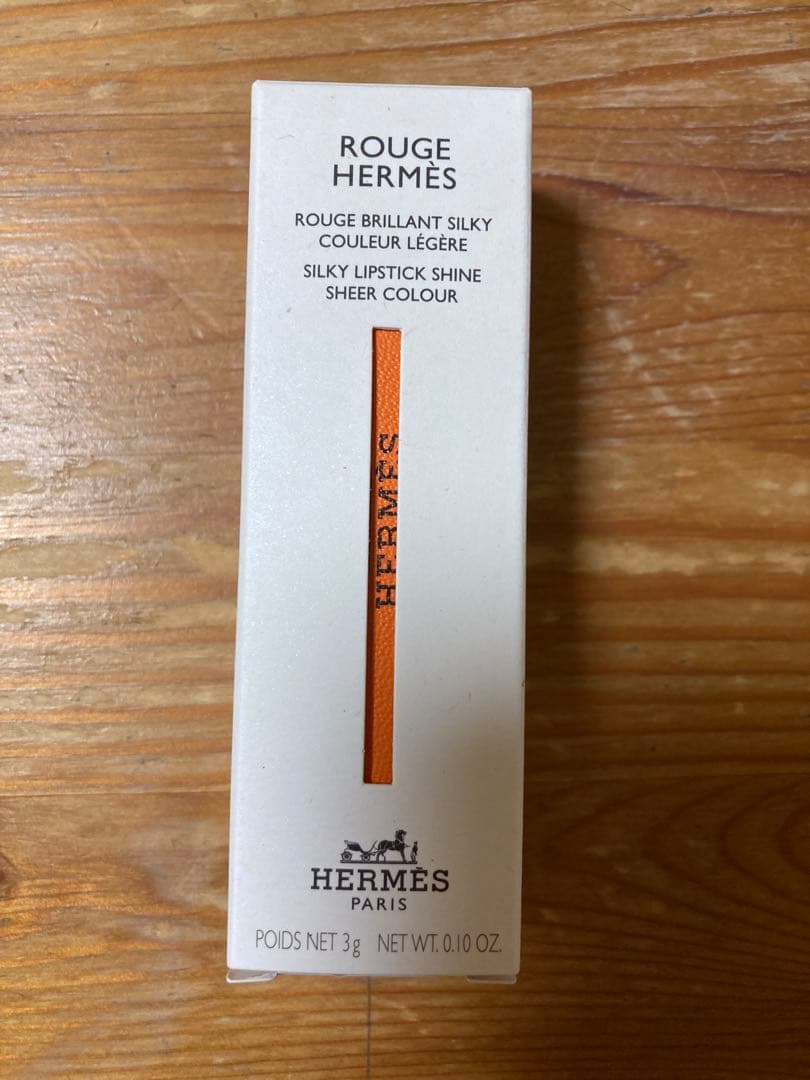 ROUGE
HERMÈS
ROUGE BRILLANT SILKY
COULEUR LÉGÈRE
SILKY LIPSTICK SHINE
SHEER COLOUR
HERMÈS
HERMÈS
PARIS
POIDS NET 3g NET WT. 0.10 OZ.